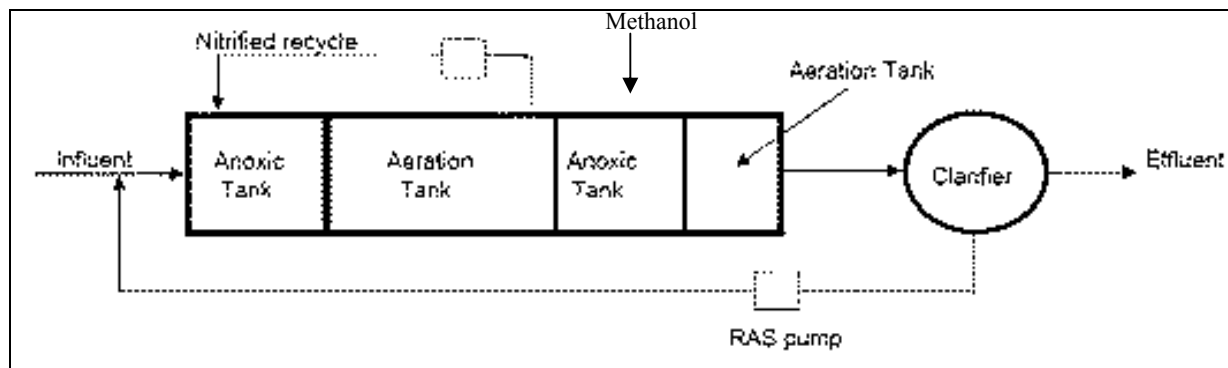 Methanol
Nitrified recycle
Aeration Tank
Influent
Anoxic
Tank
Aeration
Tank
Anoxic
Tank
Clarifier
Effluent
RAS pump